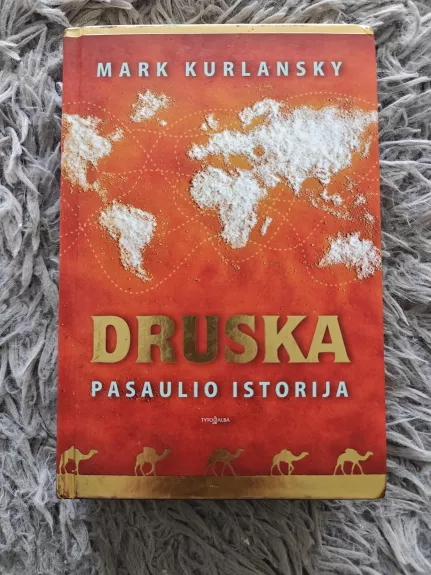 MARK KURLANSKY
DRUSKA
PASAULIO ISTORIJA
TYTO ALBA